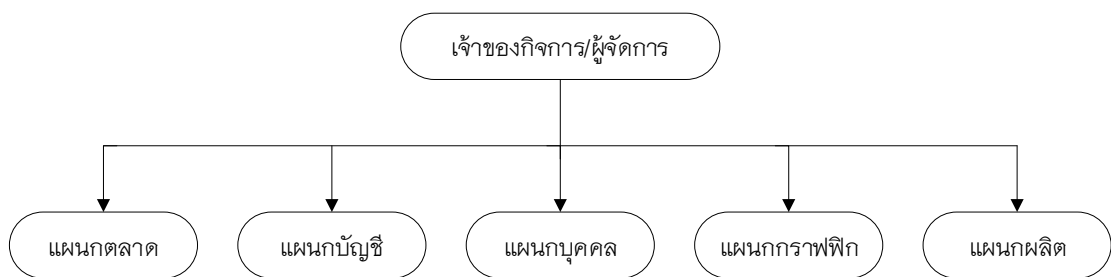 เจ้าของกิจการ/ผู้จัดการ
แผนกตลาด
แผนกบัญชี
แผนกบุคคล
แผนกกราฟฟิก
แผนกผลิต